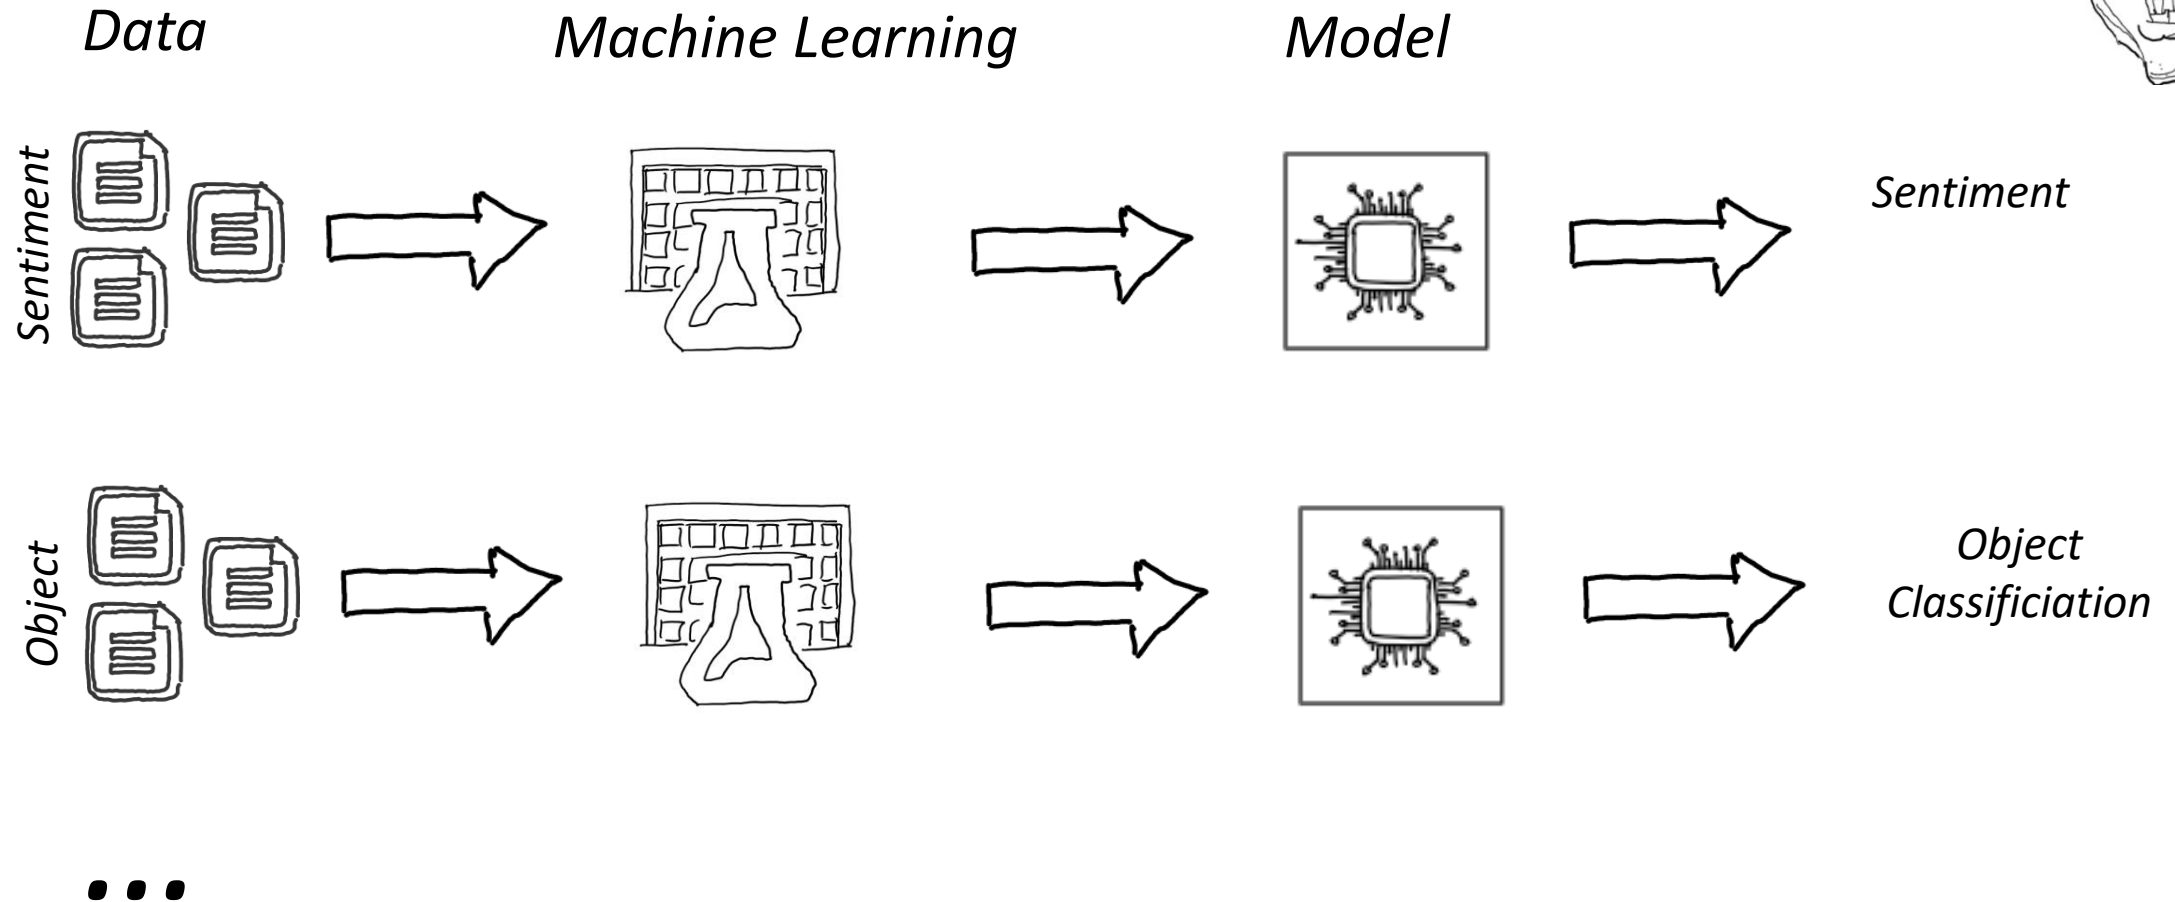 Data
Machine Learning
Model
Sentiment
Sentiment
Object
Object
Classificiation
...